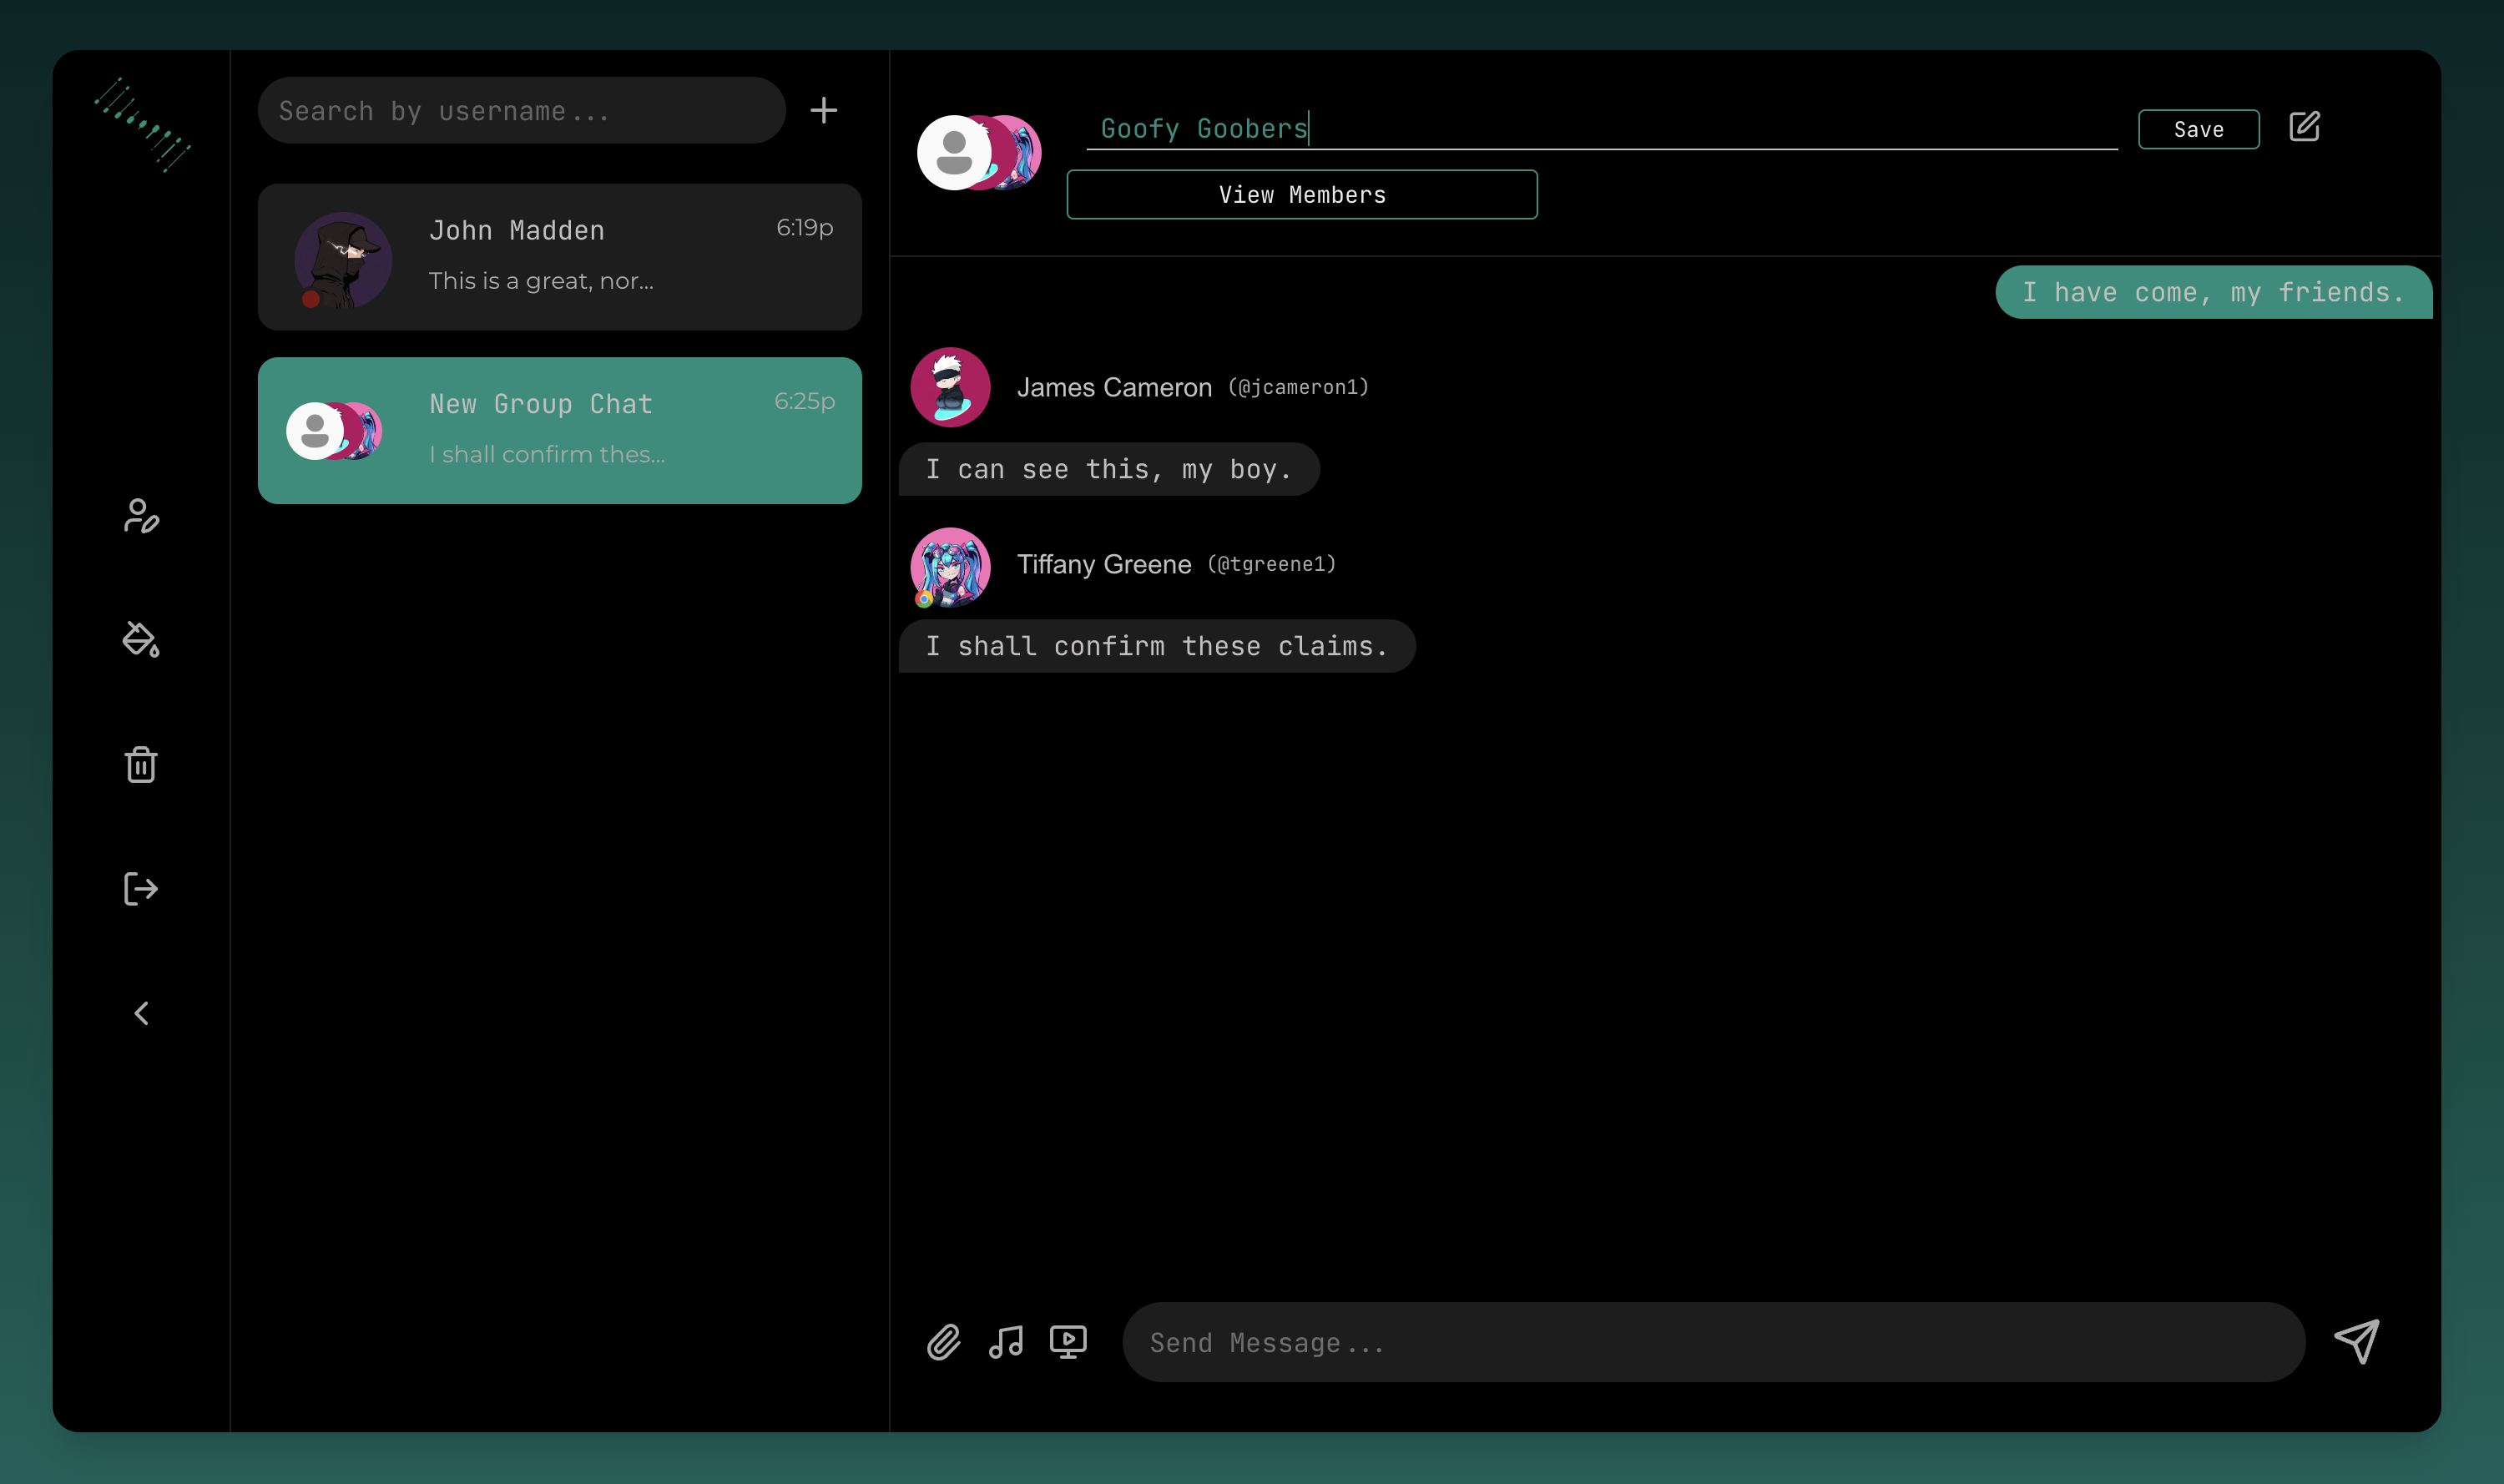 Search by username...
John Madden
6:19p
This is a great, nor...
New Group Chat
6:25p
I shall confirm thes...
Goofy Goobers
Save
View Members
I have come, my friends.
James Cameron (@jcameron1)
I can see this, my boy.
Tiffany Greene (@tgreene1)
I shall confirm these claims.
Send Message...